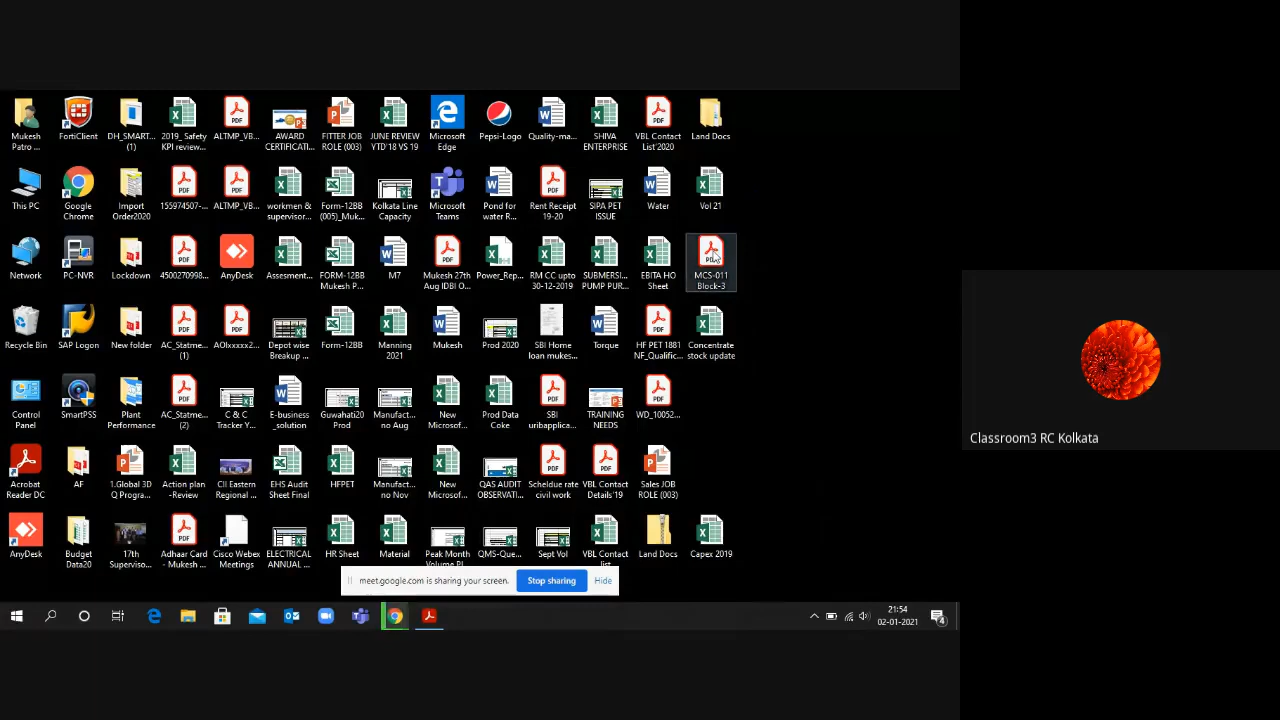 Mukesh Patro ...
FortiClient
DH_SMART... (1)
2019_ Safety KPI review...
ALTMP_VB...
AWARD CERTIFICATI...
FITTER JOB ROLE (003)
JUNE REVIEW YTD'18 VS 19
Microsoft Edge
Pepsi-Logo
Quality-ma...
SHIVA ENTERPRISE
VBL Contact List'2020
Land Docs
This PC
Google Chrome
Import Order2020
155974507-...
ALTMP_VB...
workmen & supervisor...
Form-12BB (005)_Muk...
Kolkata Line Capacity
Microsoft Teams
Pond for water R...
Rent Receipt 19-20
SIPA PET ISSUE
Water
Vol 21
Network
PC-NVR
Lockdown
4500270998...
AnyDesk
Assesment...
FORM-12BB Mukesh P...
M7
Mukesh 27th Aug IDBI O...
Power_Rep...
RM CC upto 30-12-2019
SUBMERSI... PUMP PUR...
EBITA HO Sheet
MCS-011 Block-3
Recycle Bin
SAP Logon
New folder
AC_Statme... (1)
AOIxxxxx2...
Depot wise Breakup ...
Form-12BB
Manning 2021
Mukesh
Prod 2020
SBI Home loan mukes...
Torque
HF PET 1881 NF_Qualific...
Concentrate stock update
Control Panel
SmartPSS
Plant Performance
AC_Statme... (2)
C & C Tracker Y...
E-business _solution
Guwahati20 Prod
Manufact... no Aug
New Microsof...
Prod Data Coke
SBI uribapplica...
TRAINING NEEDS
WD_10052...
Acrobat Reader DC
AF
1.Global 3D Q Progra...
Action plan -Review
CII Eastern Regional ...
EHS Audit Sheet Final
HFPET
Manufact... no Nov
New Microsof...
QAS AUDIT OBSERVATI...
Scheldue rate civil work
VBL Contact Details'19
Sales JOB ROLE (003)
AnyDesk
Budget Data20
17th Superviso...
Adhaar Card - Mukesh ...
Cisco Webex Meetings
ELECTRICAL ANNUAL ...
HR Sheet
Material
Peak Month Volume PL
QMS-Que...
Sept Vol
VBL Contact list
Land Docs
Capex 2019
meet.google.com is sharing your screen.
Stop sharing
Hide
21:54
02-01-2021
4
Classroom3 RC Kolkata